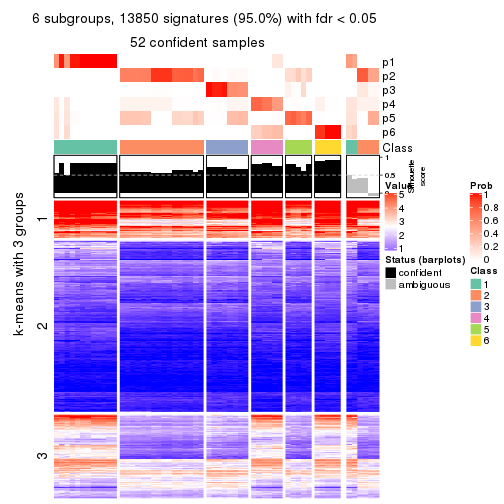 6 subgroups, 13850 signatures (95.0%) with fdr < 0.05
52 confident samples
p1
p2
p3
p4
p5
p6
Class
1
0.5
0
Silhouette
score
k-means with 3 groups
1
2
3
Value
5
4
3
2
1
Status (barplots)
confident
ambiguous
Prob
1
0.8
0.6
0.4
0.2
0
Class
1
2
3
4
5
6